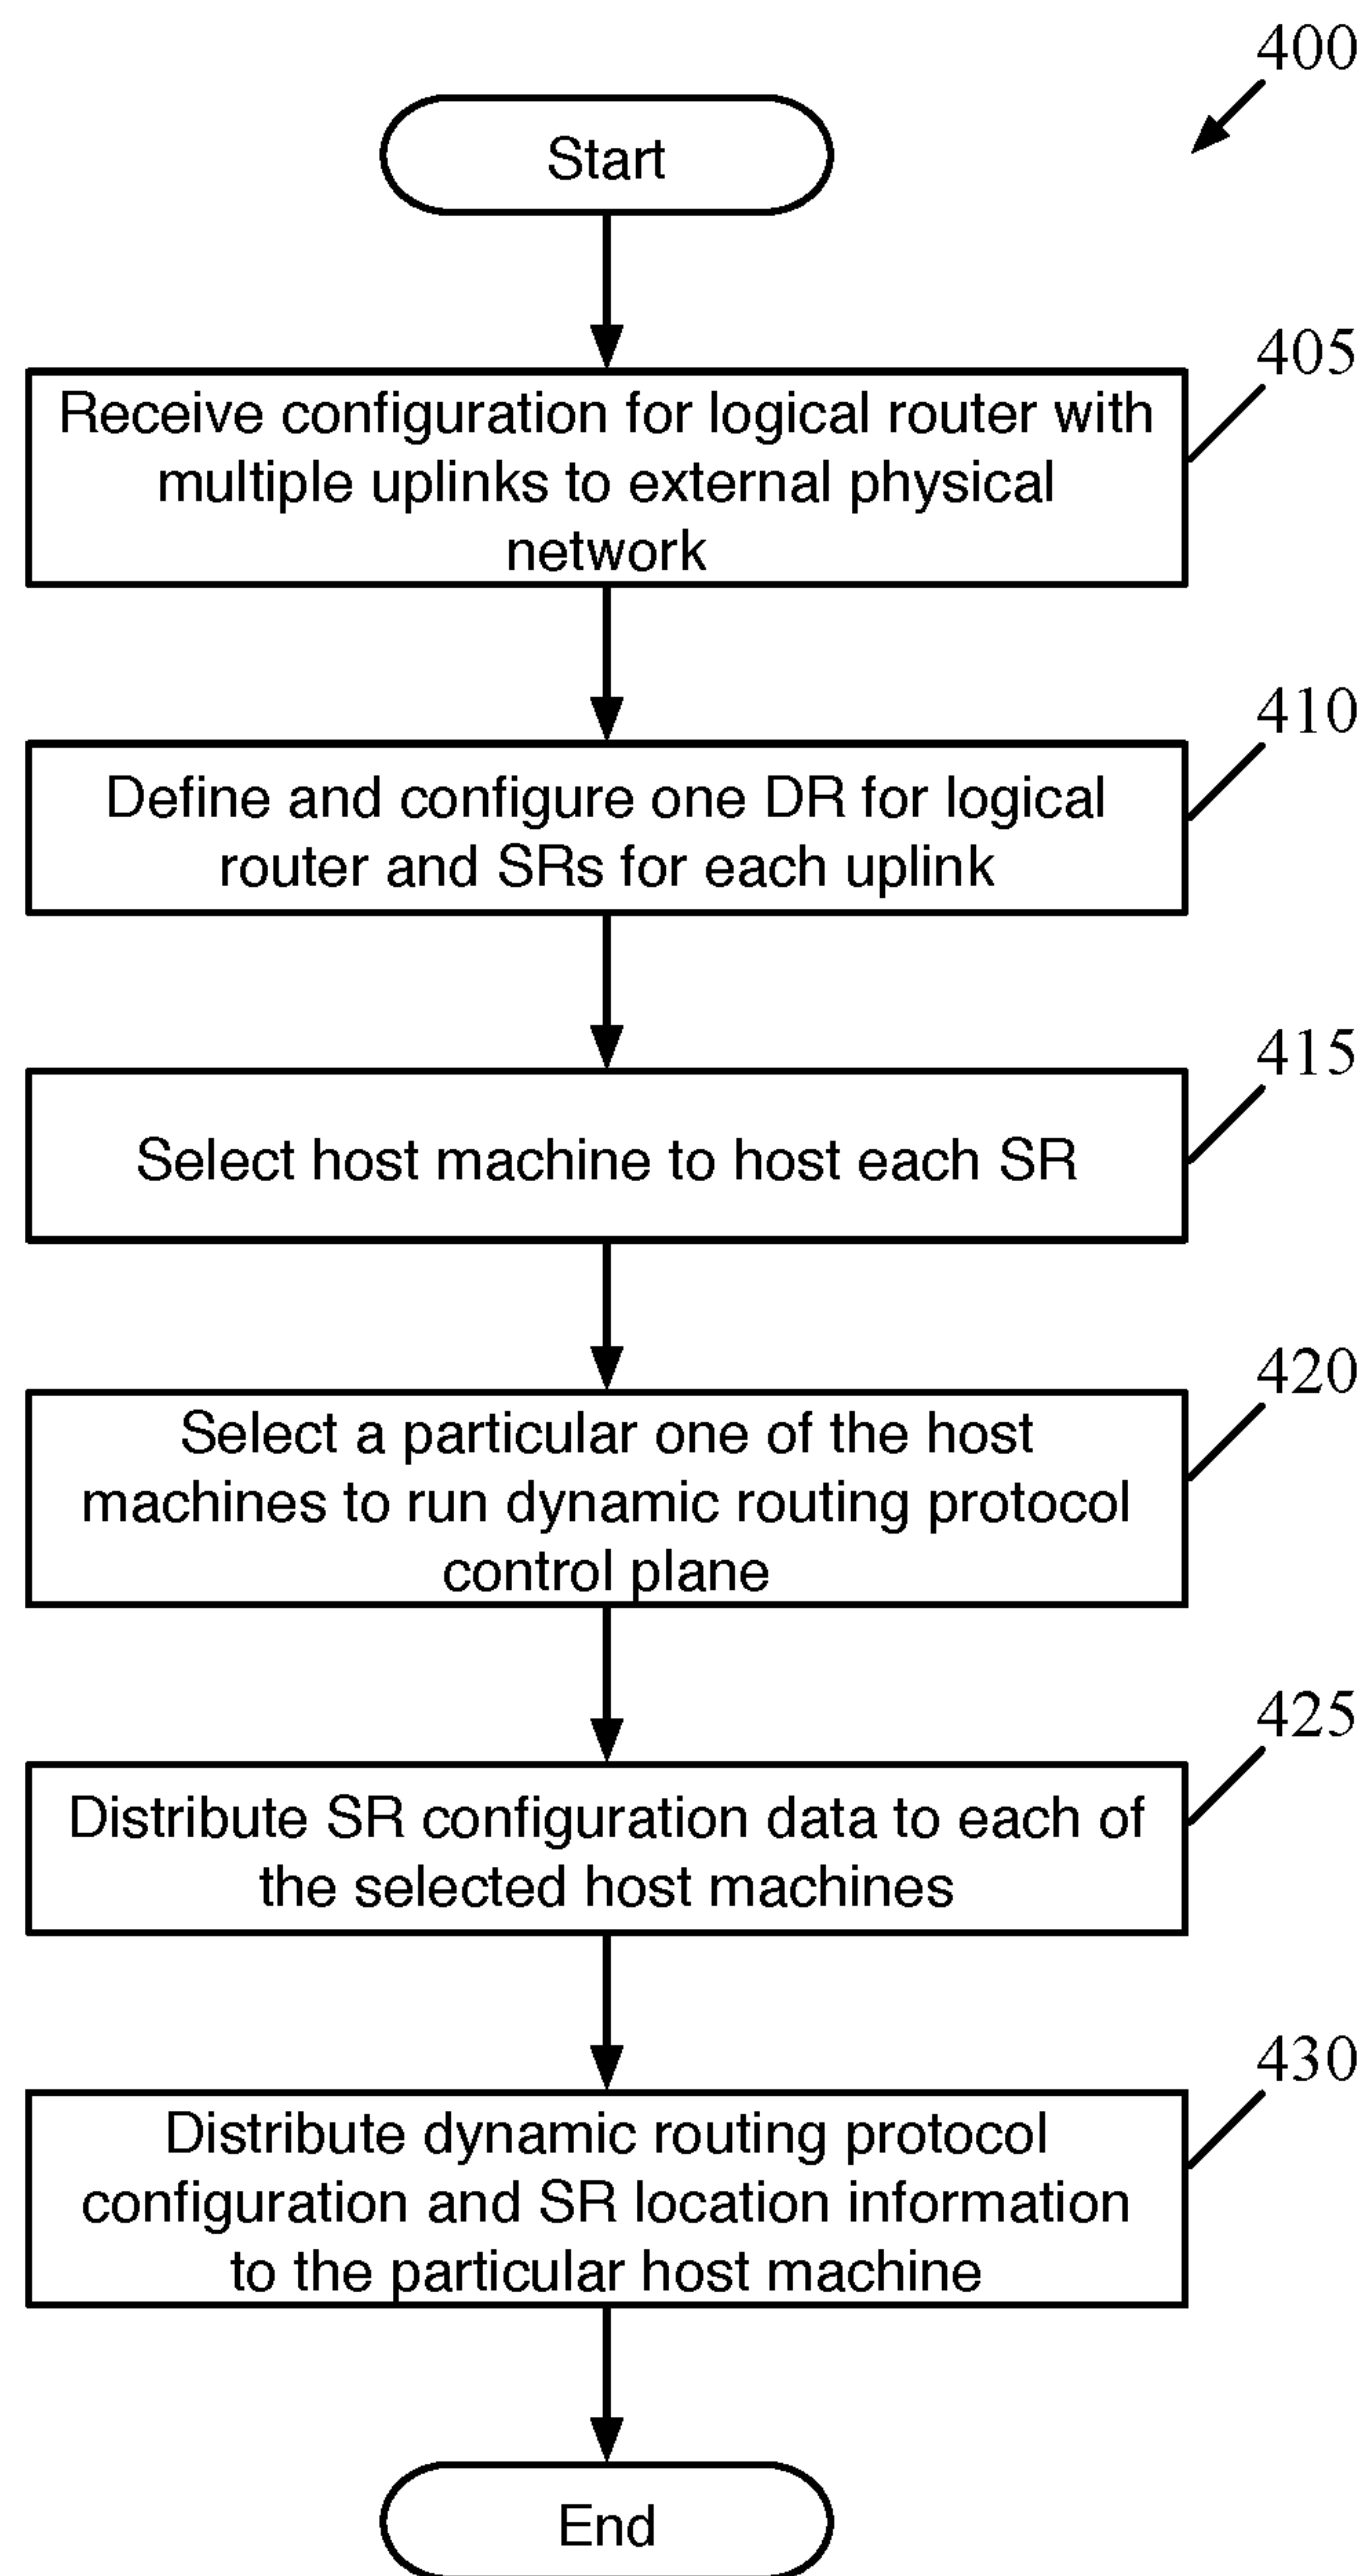 400
Start
405
Receive configuration for logical router with
multiple uplinks to external physical
network
410
Define and configure one DR for logical
router and SRs for each uplink
415
Select host machine to host each SR
420
Select a particular one of the host
machines to run dynamic routing protocol
control plane
425
Distribute SR configuration data to each of
the selected host machines
430
Distribute dynamic routing protocol
configuration and SR location information
to the particular host machine
End